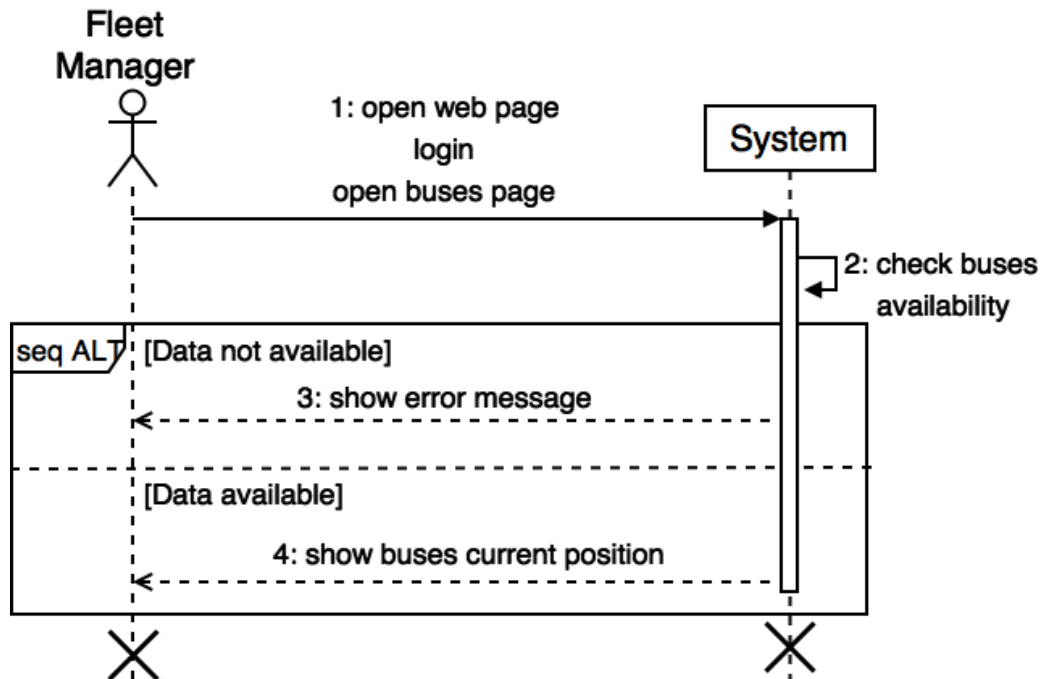 Fleet
Manager
1: open web page
login
open buses page
System
2: check buses
availability
seq ALT
[Data not available]
3: show error message
[Data available]
4: show buses current position